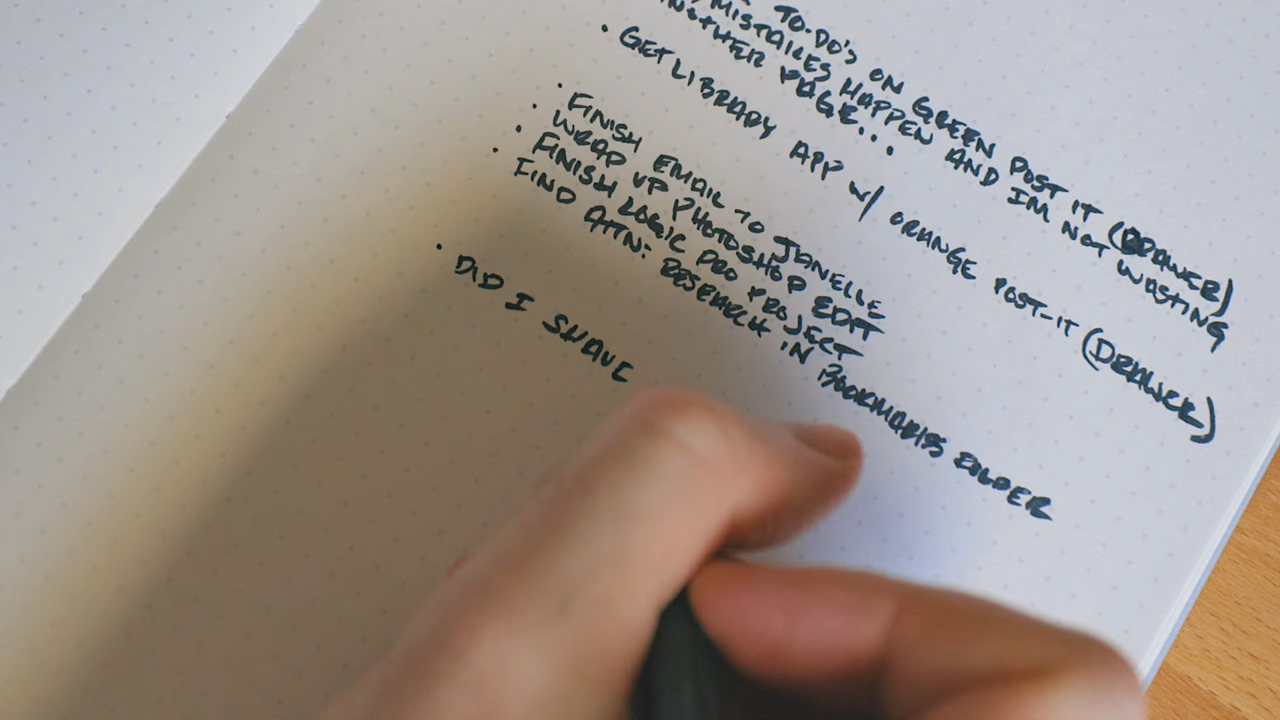 TO-DO'S ON GREEN POST IT (DRAWER)
MISTAKES HAPPEN AND IM NOT WASTING
ANOTHER PAGE...
• GET LIBRARY APP W/ ORANGE POST-IT (DRAWER)
• FINISH EMAIL TO JONELLE
• WRAP UP PHOTOSHOP EDIT
• FINISH LOGIC PRO PROJECT
• FIND ATTN: RESEARCH IN BOOKMARKS FOLDER
• DID I SHAVE